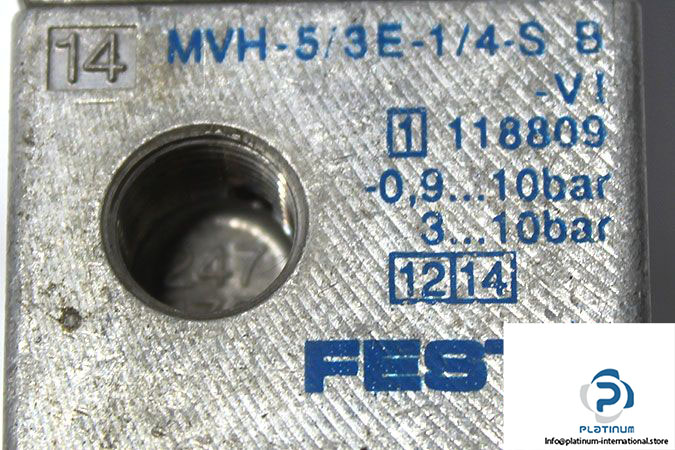 14 MVH-5/3E-1/4-S B
-VI
1 118809
-0,9...10bar
3...10bar
12 14
247
FEST
PLATINUM
Info@platinum-international.store